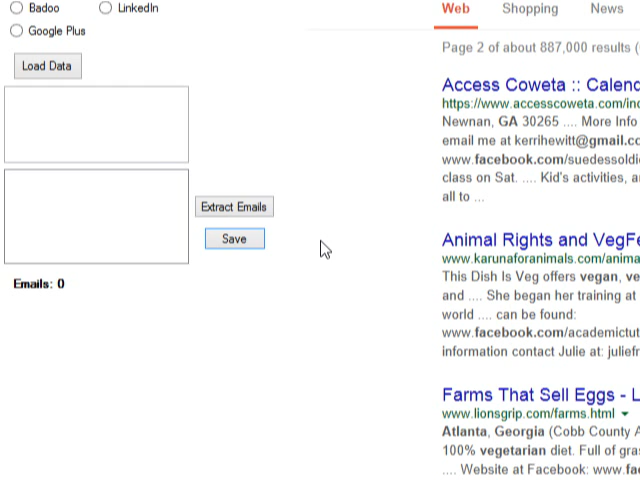 Badoo
LinkedIn
Google Plus
Load Data
Extract Emails
Save
Emails: 0
Web
Shopping
News
Page 2 of about 887,000 results (
Access Coweta :: Calend
https://www.accesscoweta.com/inc
Newnan, GA 30265 .... More Info
email me at kerrihewitt@gmail.co
www.facebook.com/suedessoldi
class on Sat. .... Kid's activities, a
all to ...
Animal Rights and VegFe
www.karunaforanimals.com/anima
This Dish Is Veg offers vegan, ve
and .... She began her training at
world .... can be found:
www.facebook.com/academictut
information contact Julie at: juliefr
Farms That Sell Eggs - L
www.lionsgrip.com/farms.html
Atlanta, Georgia (Cobb County A
100% vegetarian diet. Full of gra
.... Website at Facebook: www.fa